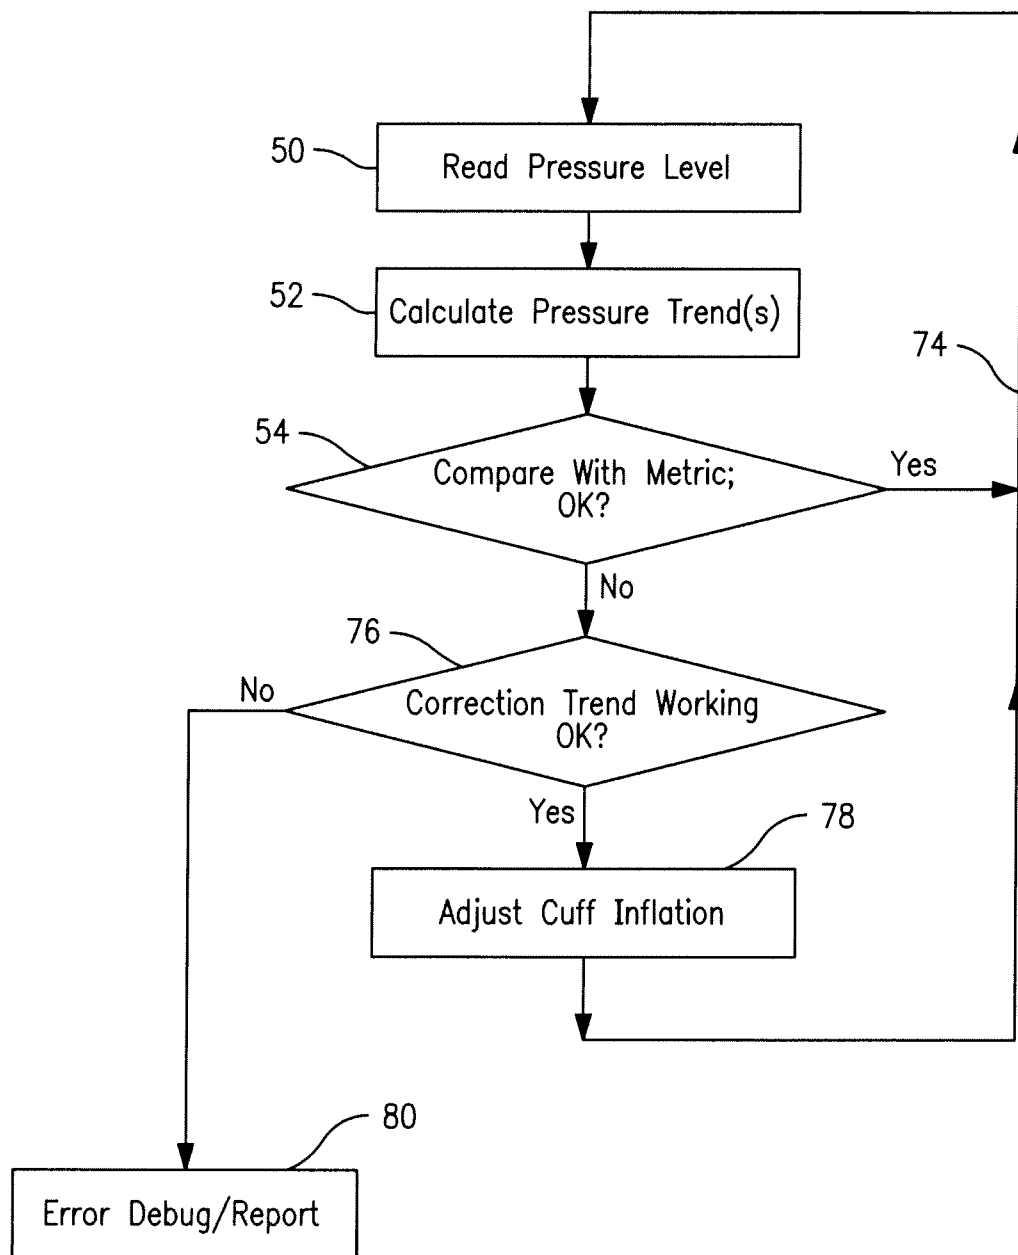 50
Read Pressure Level
52
Calculate Pressure Trend(s)
74
54
Compare With Metric;
OK?
Yes
No
76
No
Correction Trend Working
OK?
Yes
78
Adjust Cuff Inflation
80
Error Debug/Report